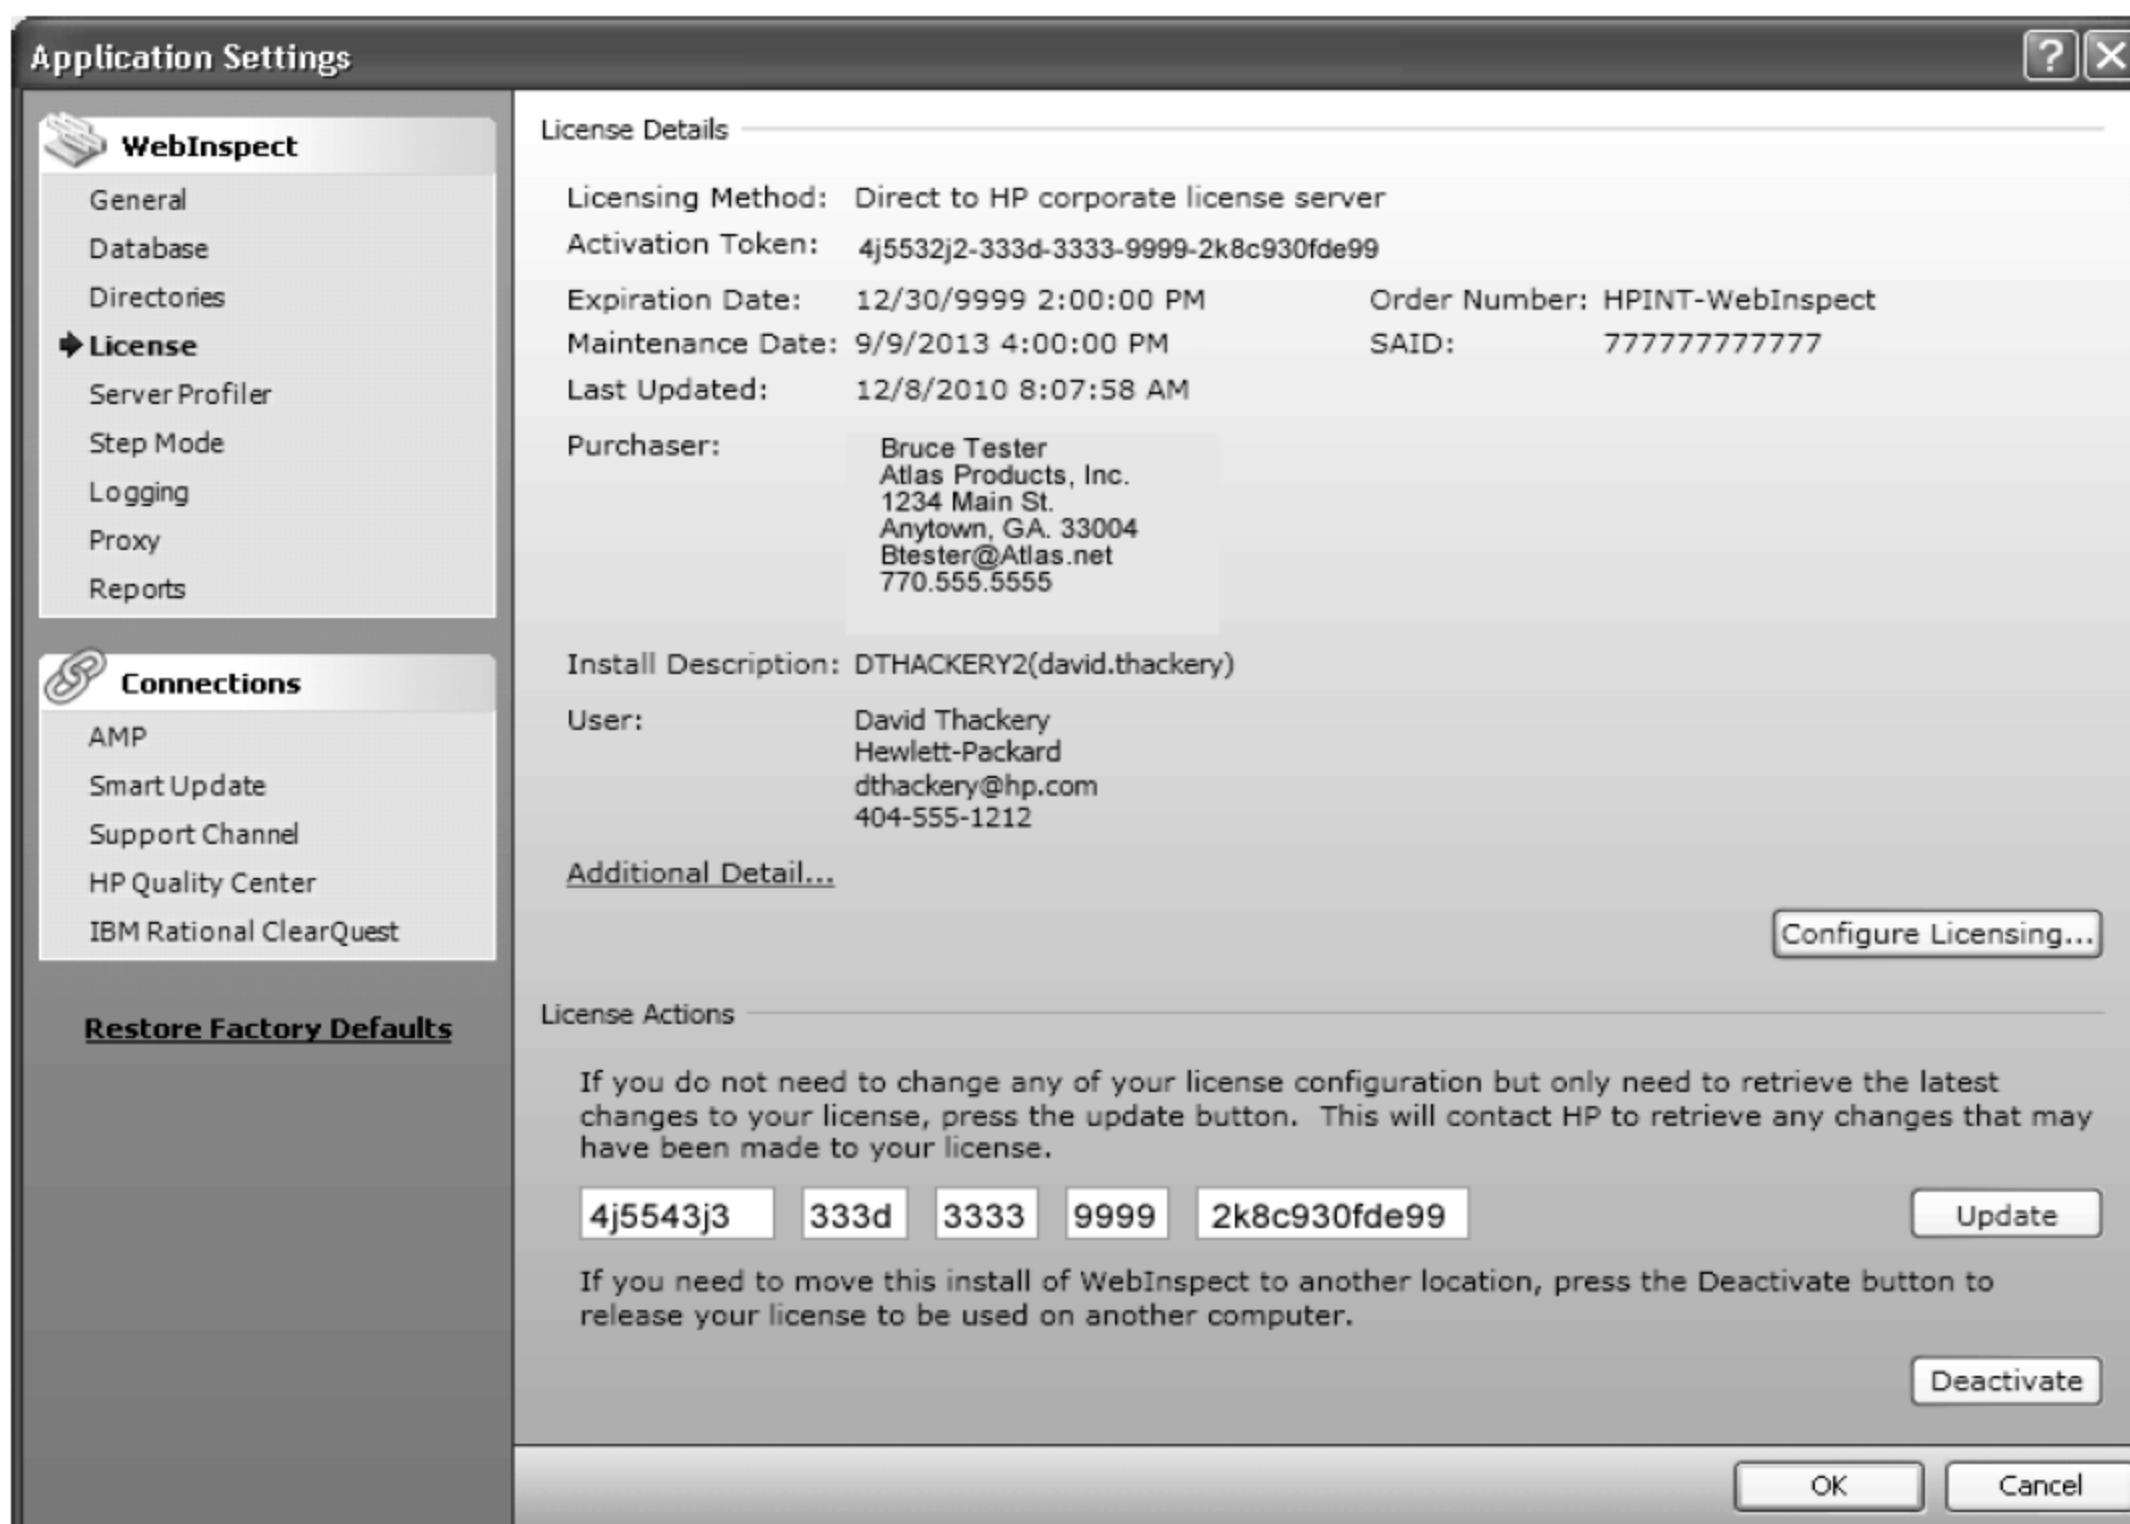 Application Settings
?
WebInspect
General
Database
Directories
License
Server Profiler
Step Mode
Logging
Proxy
Reports
Connections
AMP
Smart Update
Support Channel
HP Quality Center
IBM Rational ClearQuest
Restore Factory Defaults
License Details
Licensing Method: Direct to HP corporate license server
Activation Token: 4j5532j2-333d-3333-9999-2k8c930fde99
Expiration Date: 12/30/9999 2:00:00 PM Order Number: HPINT-WebInspect
Maintenance Date: 9/9/2013 4:00:00 PM SAID: 777777777777
Last Updated: 12/8/2010 8:07:58 AM
Purchaser: Bruce Tester
Atlas Products, Inc.
1234 Main St.
Anytown, GA. 33004
Btester@Atlas.net
770.555.5555
Install Description: DTHACKERY2(david.thackery)
User: David Thackery
Hewlett-Packard
dthackery@hp.com
404-555-1212
Additional Detail...
Configure Licensing...
License Actions
If you do not need to change any of your license configuration but only need to retrieve the latest
changes to your license, press the update button. This will contact HP to retrieve any changes that may
have been made to your license.
4j5543j3 333d 3333 9999 2k8c930fde99 Update
If you need to move this install of WebInspect to another location, press the Deactivate button to
release your license to be used on another computer.
Deactivate
OK Cancel